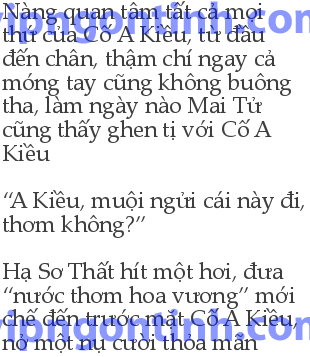 Nàng quan tâm tất cả mọi
thứ của Cố A Kiều, từ đầu
đến chân, thậm chí ngay cả
móng tay cũng không buông
tha, làm ngày nào Mai Tử
cũng thấy ghen tị với Cố A
Kiều
“A Kiều, muội ngửi cái này đi,
thơm không?”
Hạ Sơ Thất hít một hơi, đưa
“nước thơm hoa vương” mới
chế đến trước mặt Cố A Kiều,
nở một nụ cười thỏa mãn